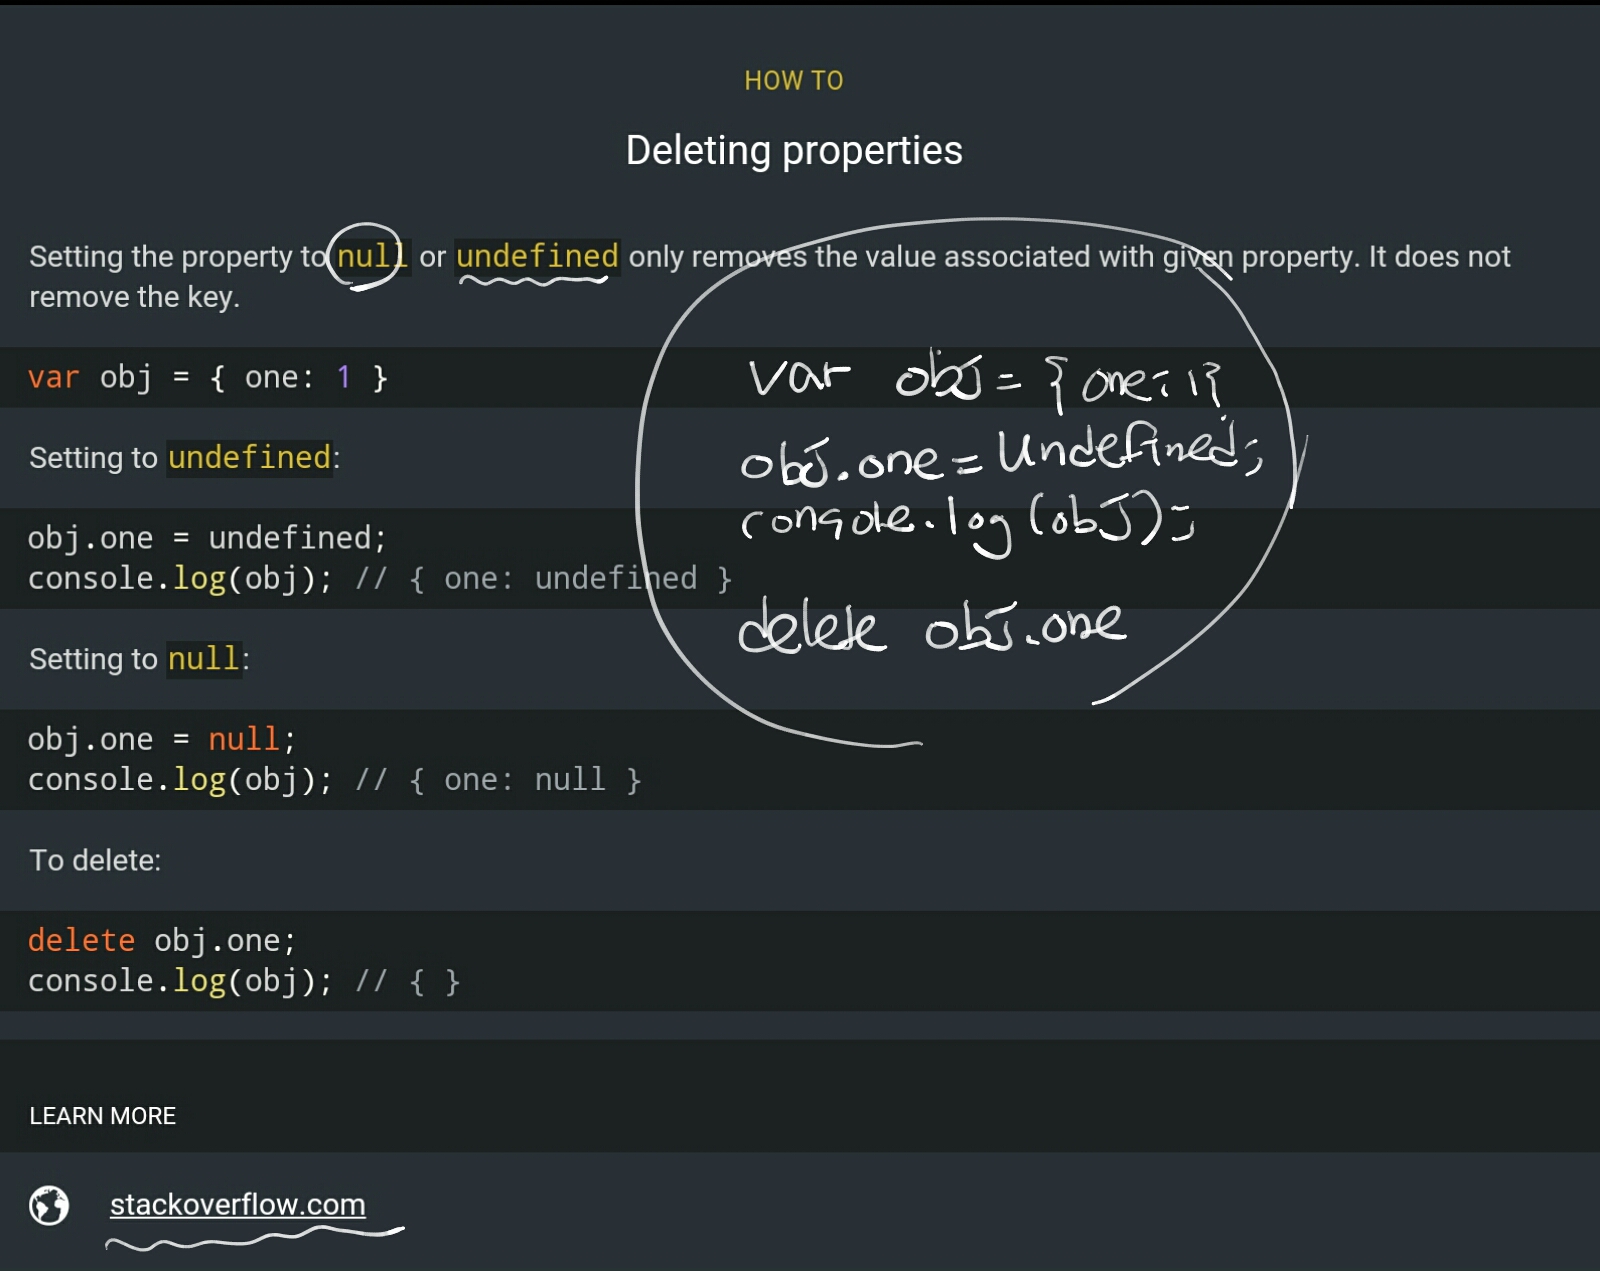 HOW TO
Deleting properties
Setting the property to null or undefined only removes the value associated with given property. It does not
remove the key.
var obj = { one: 1 }
Setting to undefined:
obj.one = undefined;
console.log(obj); // { one: undefined }
Setting to null:
obj.one = null;
console.log(obj); // { one: null }
To delete:
delete obj.one;
console.log(obj); // { }
var obj = {one: 1}
obj.one = Undefined;
console.log(obj);
delete obj.one
LEARN MORE
stackoverflow.com